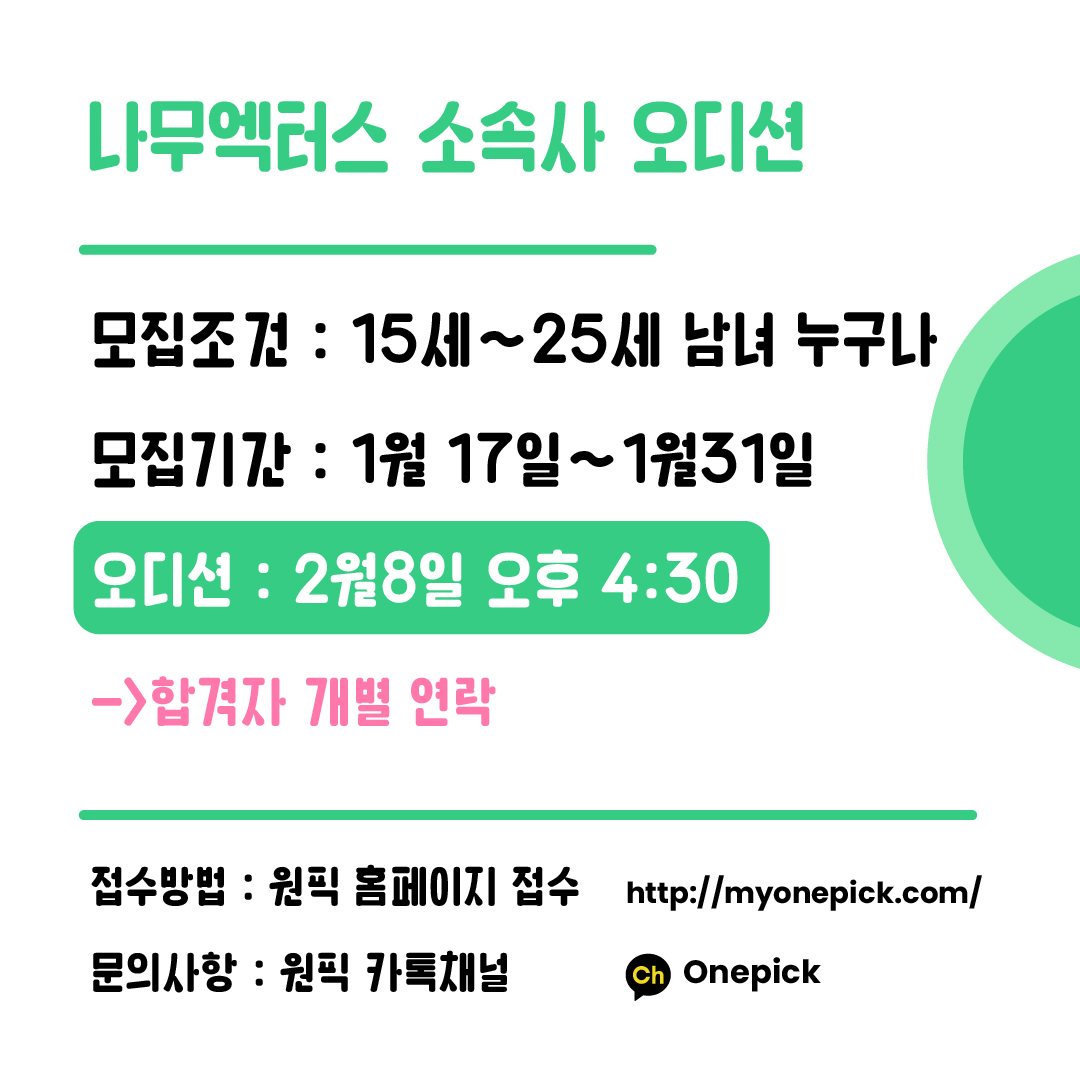 나무엑터스 소속사 오디션
모집조건 : 15세~25세 남녀 누구나
모집기간 : 1월 17일~1월31일
오디션 : 2월8일 오후 4:30
->합격자 개별 연락
접수방법 : 원픽 홈페이지 접수 http://myonepick.com/
문의사항 : 원픽 카톡채널 Ch Onepick